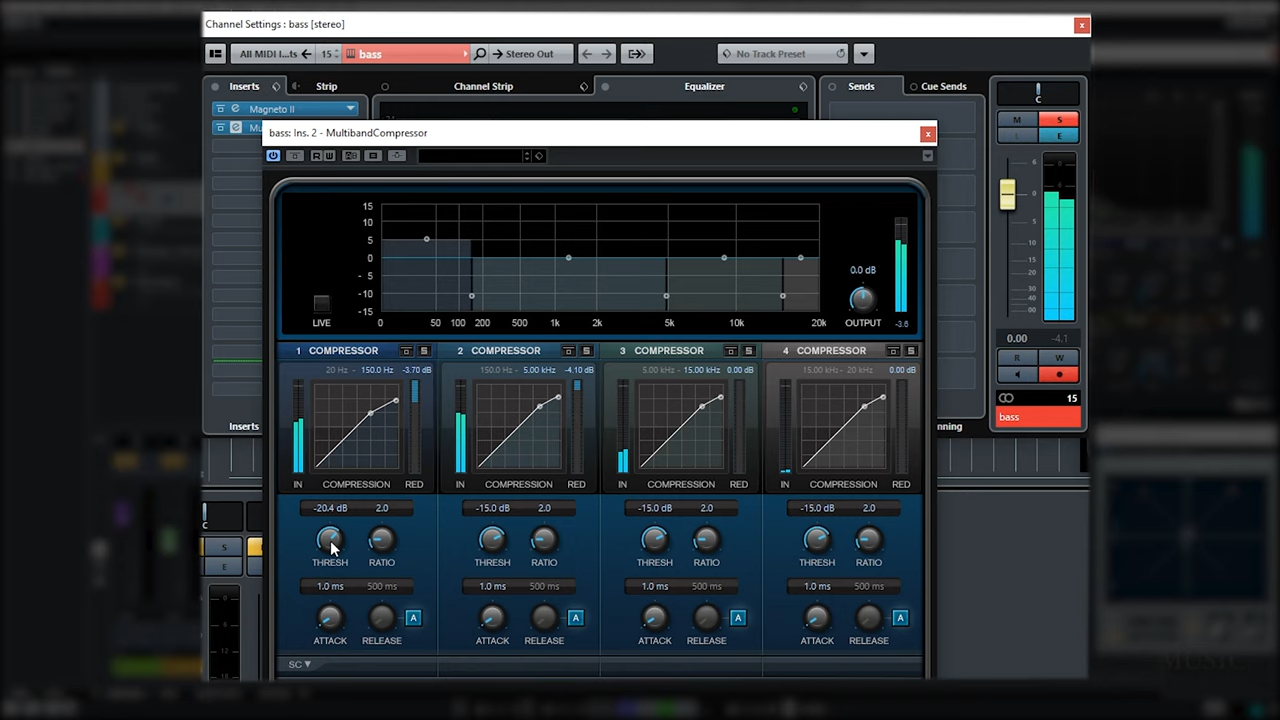 Channel Settings : bass [stereo]
All MIDI I...ts 15 bass Stereo Out No Track Preset
Inserts Strip Channel Strip Equalizer Sends Cue Sends
Magneto II
Mu
C
M S
E
bass: Ins. 2 - MultibandCompressor
R W
15
10
5
0
-5
-10
-15
0 50 100 200 500 1k 2k 5k 10k 20k
LIVE
0.0 dB
OUTPUT
-3.6
6
0
5
10
15
20
30
40
00
0.00 -4.1
R W
15
bass
1 COMPRESSOR S 2 COMPRESSOR S 3 COMPRESSOR S 4 COMPRESSOR S
20 Hz - 150.0 Hz -3.70 dB 150.0 Hz - 5.00 kHz -4.10 dB 5.00 kHz - 15.00 kHz 0.00 dB 15.00 kHz - 20 kHz 0.00 dB
Inserts nning
IN COMPRESSION RED IN COMPRESSION RED IN COMPRESSION RED IN COMPRESSION RED
-20.4 dB 2.0 -15.0 dB 2.0 -15.0 dB 2.0 -15.0 dB 2.0
THRESH RATIO THRESH RATIO THRESH RATIO THRESH RATIO
1.0 ms 500 ms 1.0 ms 500 ms 1.0 ms 500 ms 1.0 ms 500 ms
A A A A
ATTACK RELEASE ATTACK RELEASE ATTACK RELEASE ATTACK RELEASE
SC
C
S
E
MUSIC